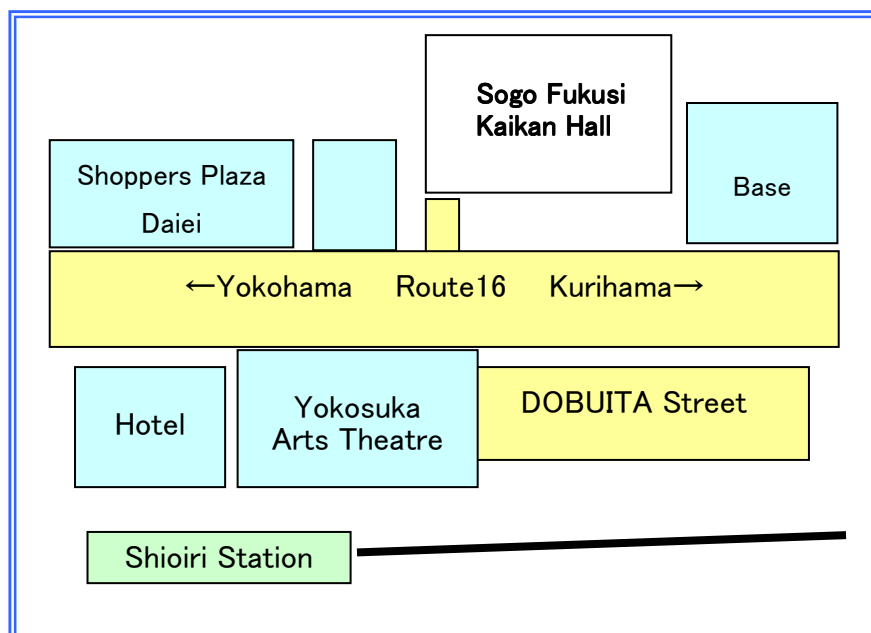 Sogo Fukusi
Kaikan Hall
Shoppers Plaza
Daiei
Base
←Yokohama Route16 Kurihama→
Hotel
Yokosuka
Arts Theatre
DOBUITA Street
Shioiri Station